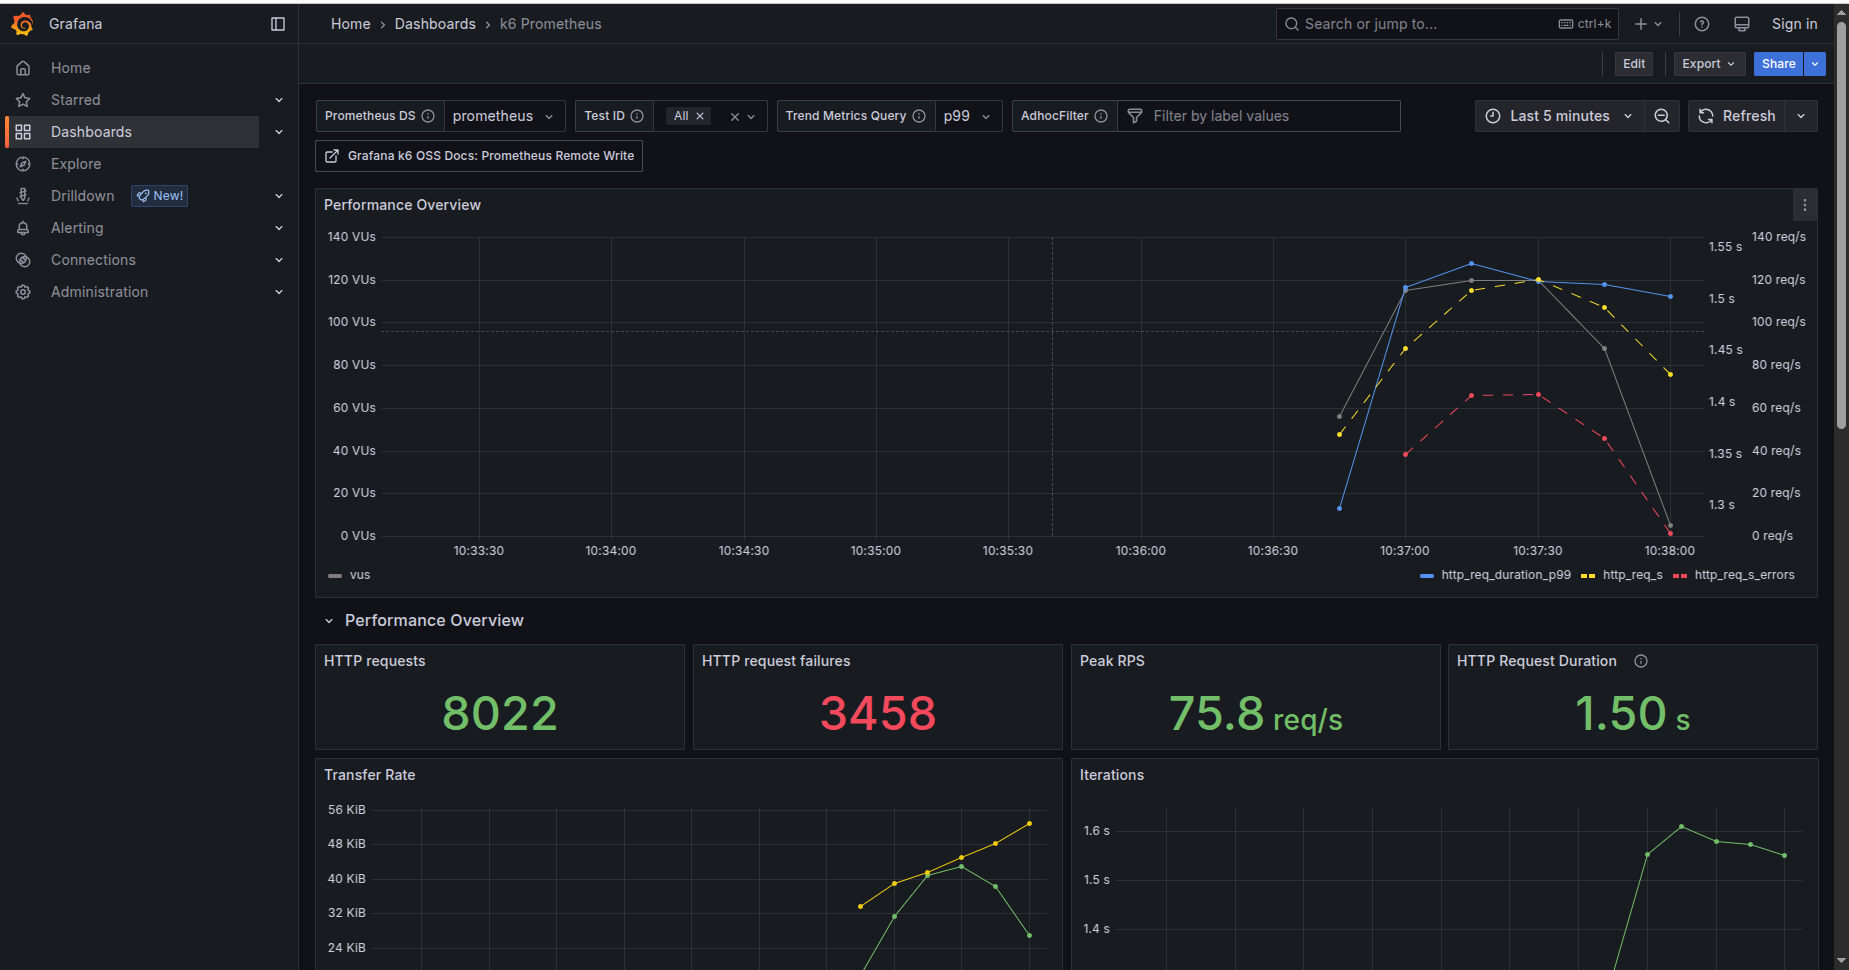 Grafana
Home › Dashboards › k6 Prometheus
Search or jump to...
ctrl+k
Sign in
Home
Starred
Dashboards
Explore
Drilldown
New!
Alerting
Connections
Administration
Edit
Export
Share
Prometheus DS
prometheus
Test ID
All
Trend Metrics Query
p99
AdhocFilter
Filter by label values
Last 5 minutes
Refresh
Grafana k6 OSS Docs: Prometheus Remote Write
Performance Overview
140 VUs
120 VUs
100 VUs
80 VUs
60 VUs
40 VUs
20 VUs
0 VUs
1.55 s
1.5 s
1.45 s
1.4 s
1.35 s
1.3 s
140 req/s
120 req/s
100 req/s
80 req/s
60 req/s
40 req/s
20 req/s
0 req/s
10:33:30
10:34:00
10:34:30
10:35:00
10:35:30
10:36:00
10:36:30
10:37:00
10:37:30
10:38:00
vus
http_req_duration_p99
http_req_s
http_req_s_errors
Performance Overview
HTTP requests
8022
HTTP request failures
3458
Peak RPS
75.8 req/s
HTTP Request Duration
1.50 s
Transfer Rate
56 KiB
48 KiB
40 KiB
32 KiB
24 KiB
Iterations
1.6 s
1.5 s
1.4 s